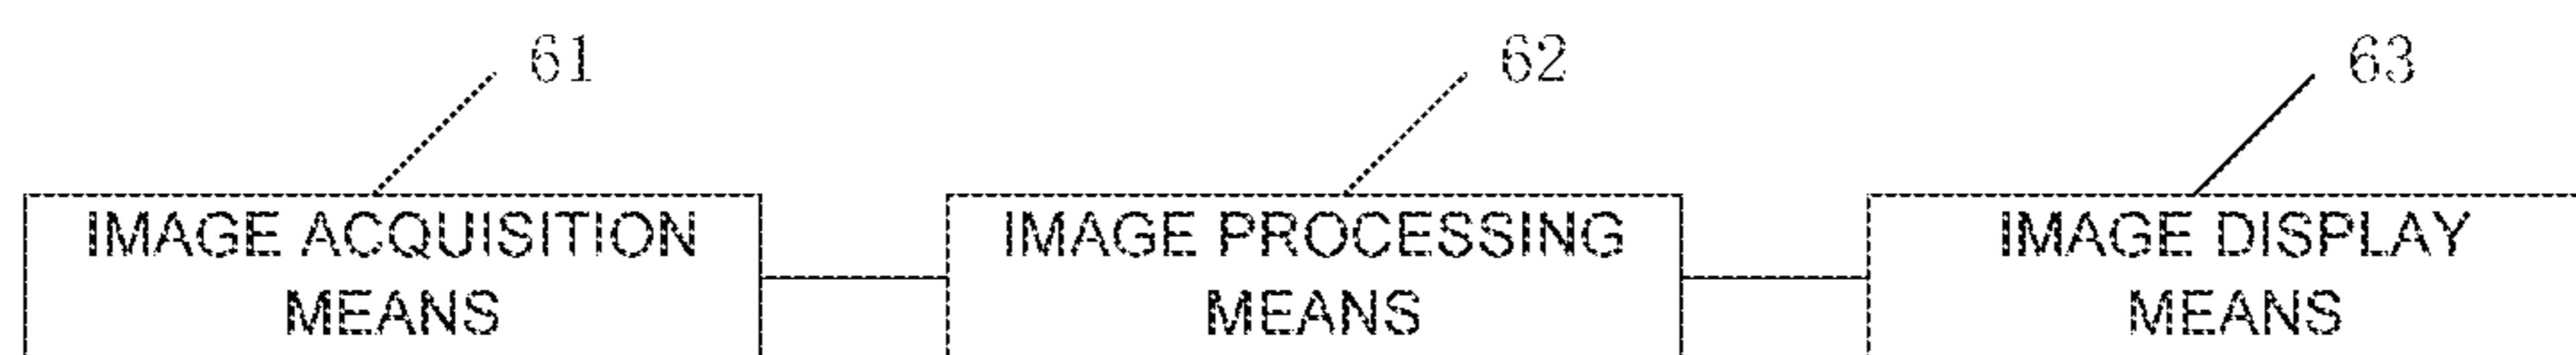 61 62 63
IMAGE ACQUISITION MEANS
IMAGE PROCESSING MEANS
IMAGE DISPLAY MEANS